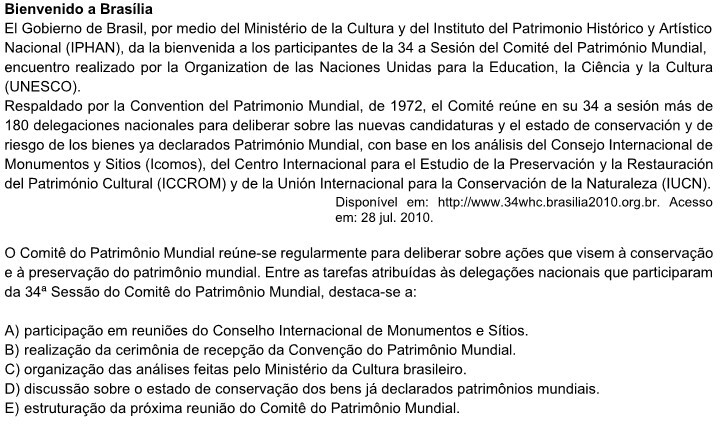 Bienvenido a Brasília
El Gobierno de Brasil, por medio del Ministério de la Cultura y del Instituto del Patrimonio Histórico y Artístico
Nacional (IPHAN), da la bienvenida a los participantes de la 34 a Sesión del Comité del Património Mundial,
encuentro realizado por la Organization de las Naciones Unidas para la Education, la Ciência y la Cultura
(UNESCO).
Respaldado por la Convention del Patrimonio Mundial, de 1972, el Comité reúne en su 34 a sesión más de
180 delegaciones nacionales para deliberar sobre las nuevas candidaturas y el estado de conservación y de
riesgo de los bienes ya declarados Património Mundial, con base en los análisis del Consejo Internacional de
Monumentos y Sitios (Icomos), del Centro Internacional para el Estudio de la Preservación y la Restauración
del Património Cultural (ICCROM) y de la Unión Internacional para la Conservación de la Naturaleza (IUCN).
Disponível em: http://www.34whc.brasilia2010.org.br. Acesso
em: 28 jul. 2010.
O Comitê do Patrimônio Mundial reúne-se regularmente para deliberar sobre ações que visem à conservação
e à preservação do patrimônio mundial. Entre as tarefas atribuídas às delegações nacionais que participaram
da 34ª Sessão do Comitê do Patrimônio Mundial, destaca-se a:
A) participação em reuniões do Conselho Internacional de Monumentos e Sítios.
B) realização da cerimônia de recepção da Convenção do Patrimônio Mundial.
C) organização das análises feitas pelo Ministério da Cultura brasileiro.
D) discussão sobre o estado de conservação dos bens já declarados patrimônios mundiais.
E) estruturação da próxima reunião do Comitê do Patrimônio Mundial.